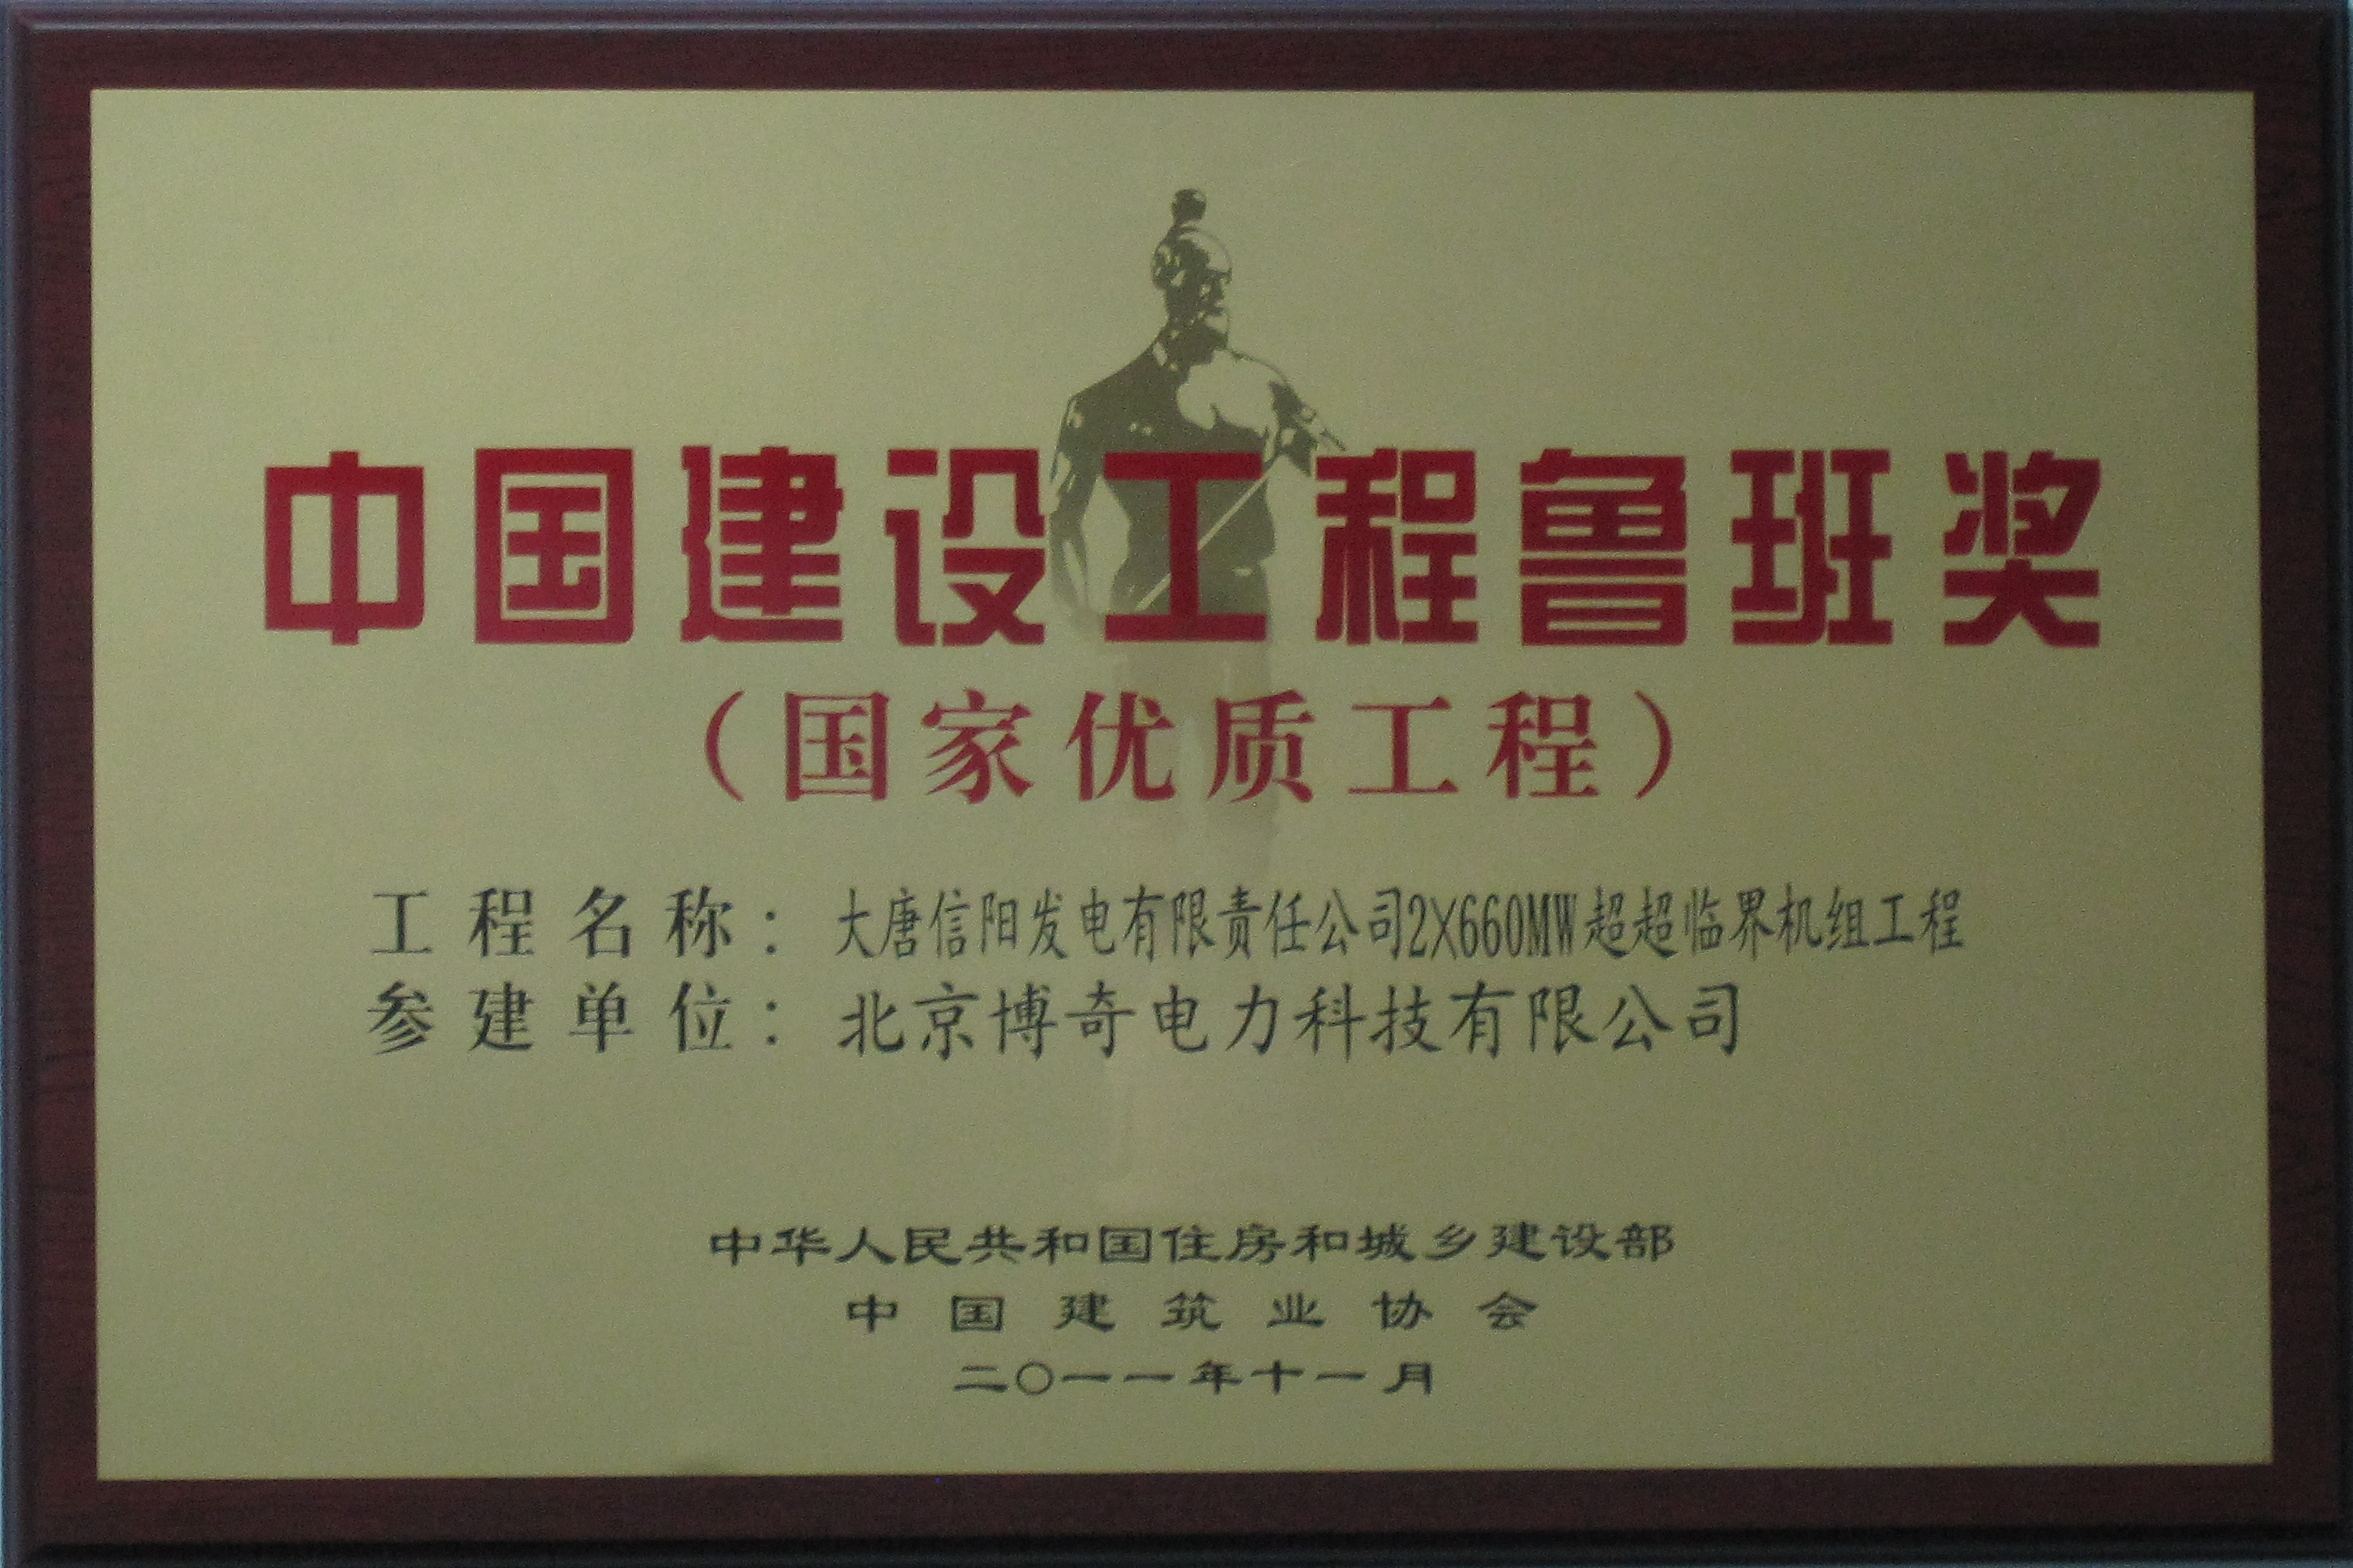 中国建设工程鲁班奖
（国家优质工程）
工程名称：大唐信阳发电有限责任公司2X660MW超超临界机组工程
参建单位：北京博奇电力科技有限公司
中华人民共和国住房和城乡建设部
中国建筑业协会
二〇一一年十一月